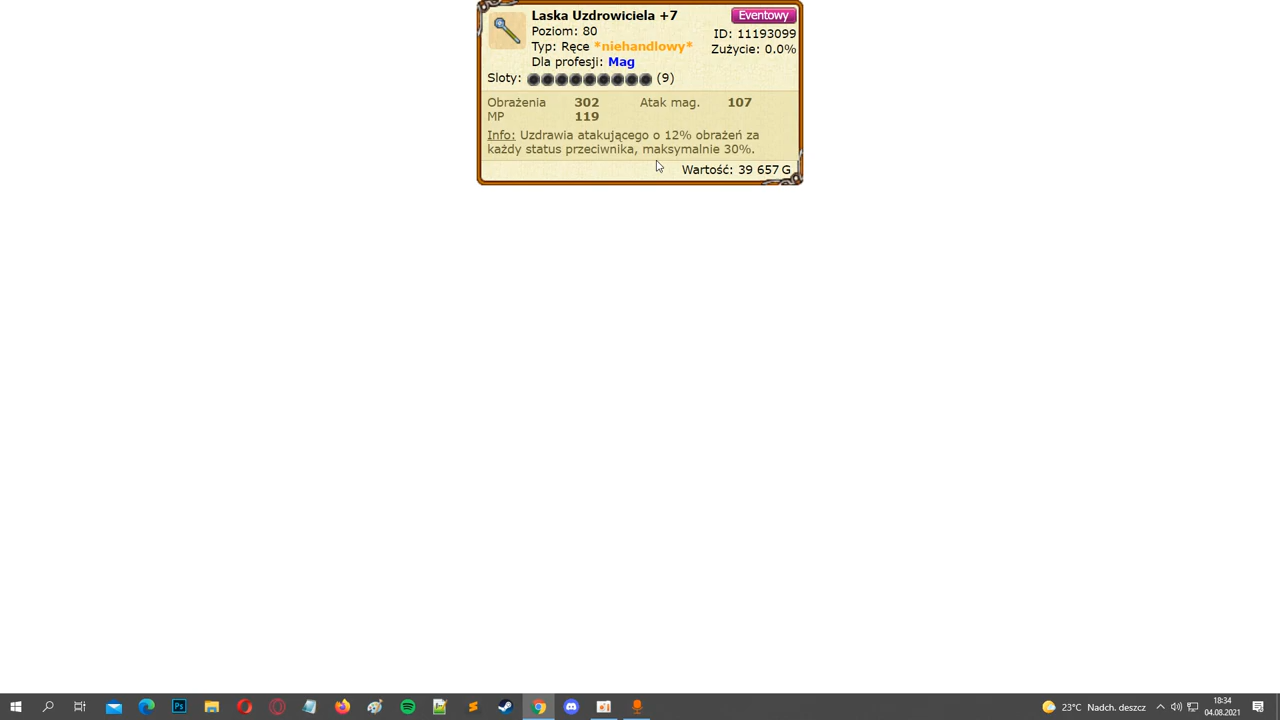 Laska Uzdrowiciela +7
Eventowy
Poziom: 80
ID: 11193099
Typ: Ręce *niehandlowy*
Zużycie: 0.0%
Dla profesji: Mag
Sloty: (9)
Obrażenia 302 Atak mag. 107
MP 119
Info: Uzdrawia atakującego o 12% obrażeń za
każdy status przeciwnika, maksymalnie 30%.
Wartość: 39 657 G
Ps
23°C Nadch. deszcz
18:34
04.08.2021